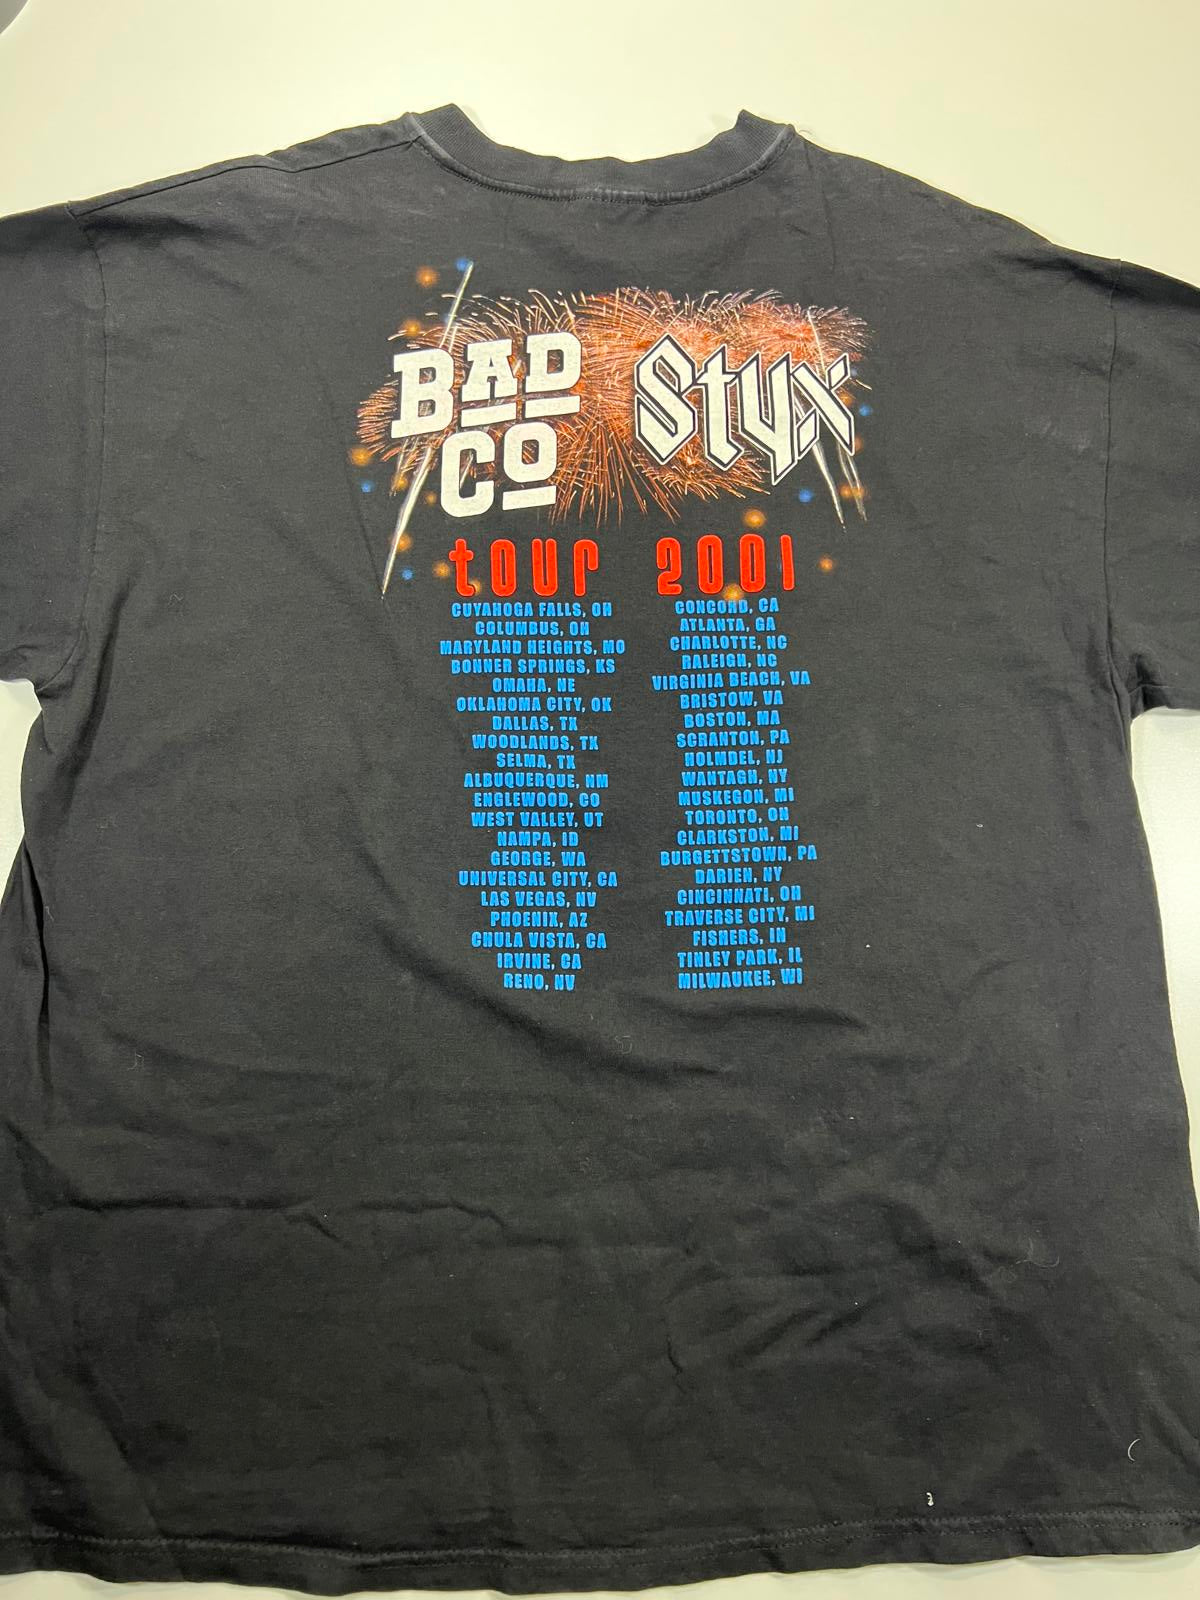 BAD
CO
Styx
tour 2001
CUYAHOGA FALLS, OH
COLUMBUS, OH
MARYLAND HEIGHTS, MO
BONNER SPRINGS, KS
OMAHA, NE
OKLAHOMA CITY, OK
DALLAS, TX
WOODLANDS, TX
SELMA, TX
ALBUQUERQUE, NM
ENGLEWOOD, CO
WEST VALLEY, UT
NAMPA, ID
GEORGE, WA
UNIVERSAL CITY, CA
LAS VEGAS, NV
PHOENIX, AZ
CHULA VISTA, CA
IRVINE, CA
RENO, NV
CONCORD, CA
ATLANTA, GA
CHARLOTTE, NC
RALEIGH, NC
VIRGINIA BEACH, VA
BRISTOW, VA
BOSTON, MA
SCRANTON, PA
HOLMDEL, NJ
WANTAGH, NY
MUSKEGON, MI
TORONTO, ON
CLARKSTON, MI
BURGETTSTOWN, PA
DARIEN, NY
CINCINNATI, OH
TRAVERSE CITY, MI
FISHERS, IN
TINLEY PARK, IL
MILWAUKEE, WI